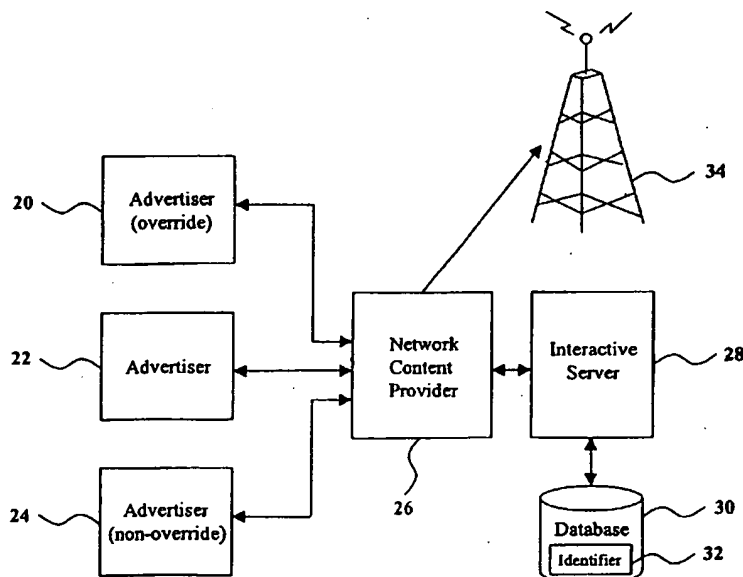 34
20
Advertiser
(override)
22
Advertiser
Network
Content
Provider
Interactive
Server
28
24
Advertiser
(non-override)
26
Database
30
Identifier
32